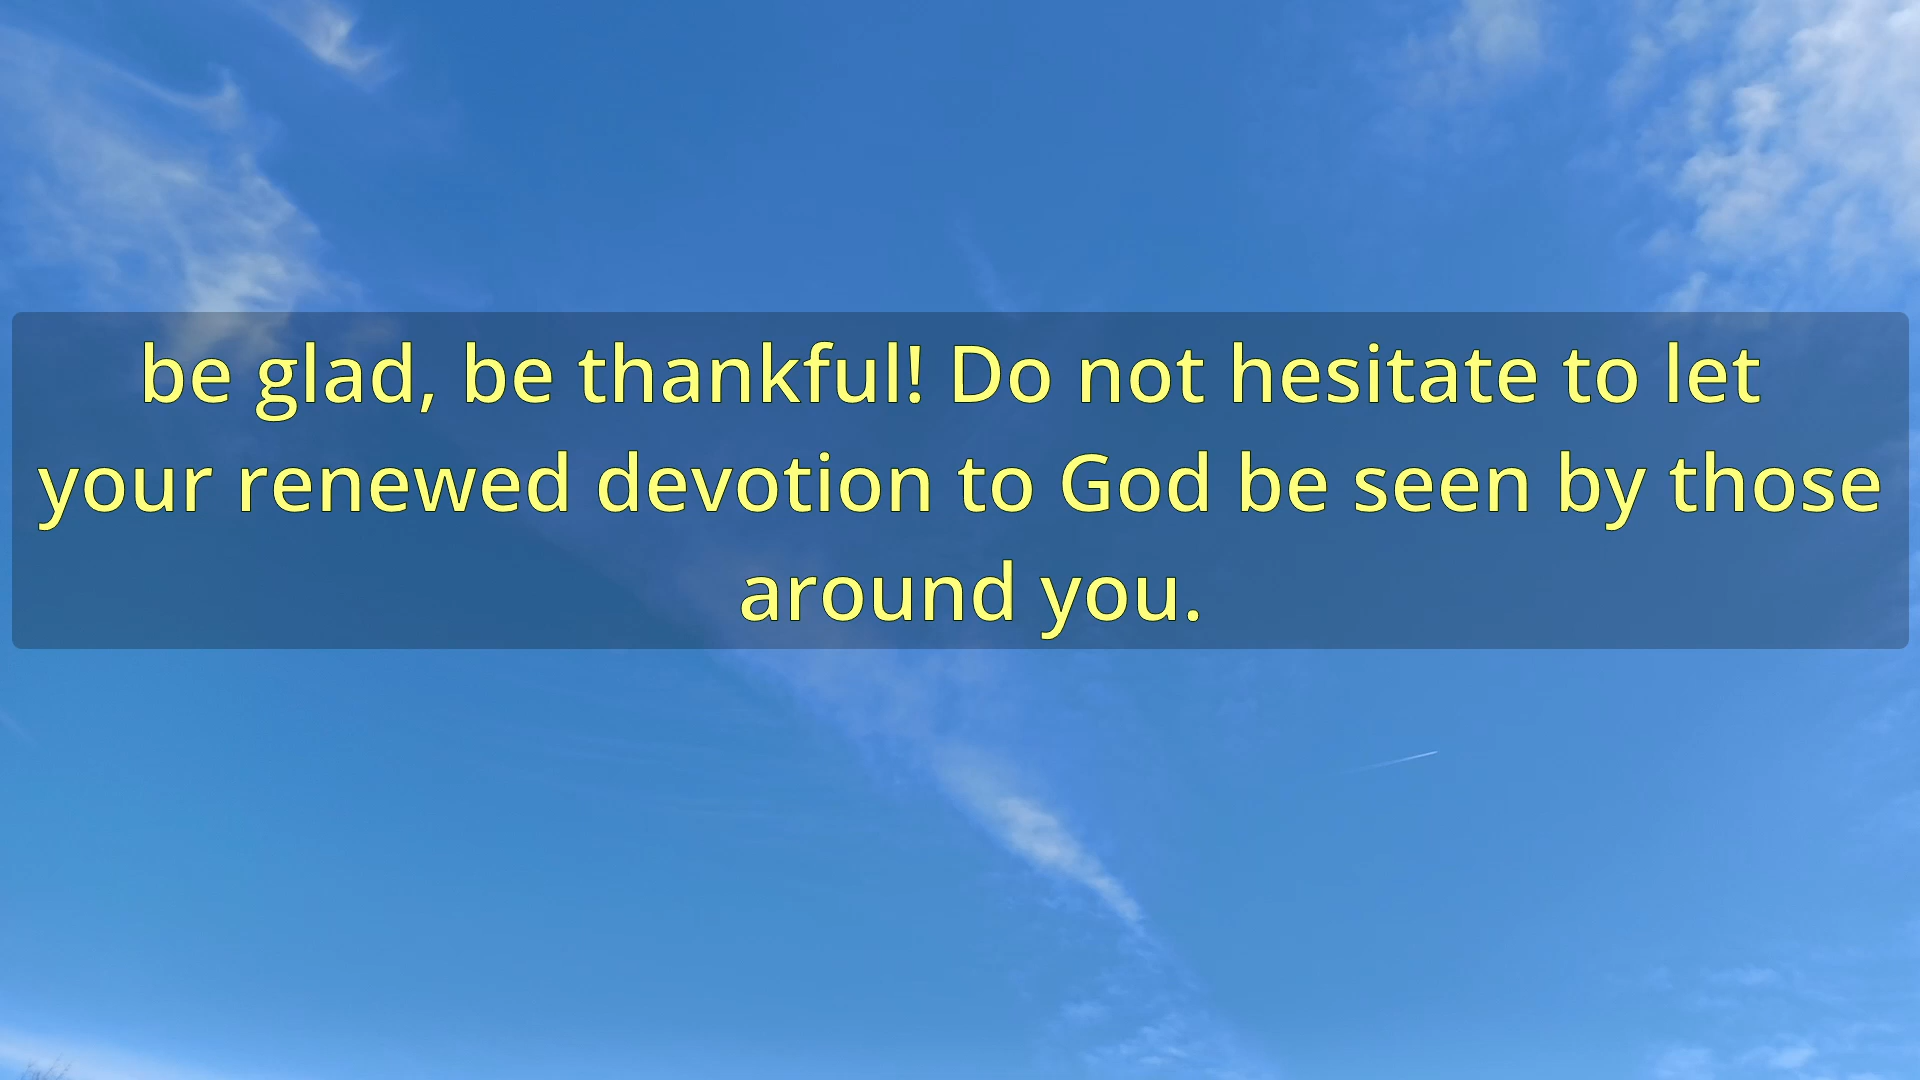 be glad, be thankful! Do not hesitate to let
your renewed devotion to God be seen by those
around you.